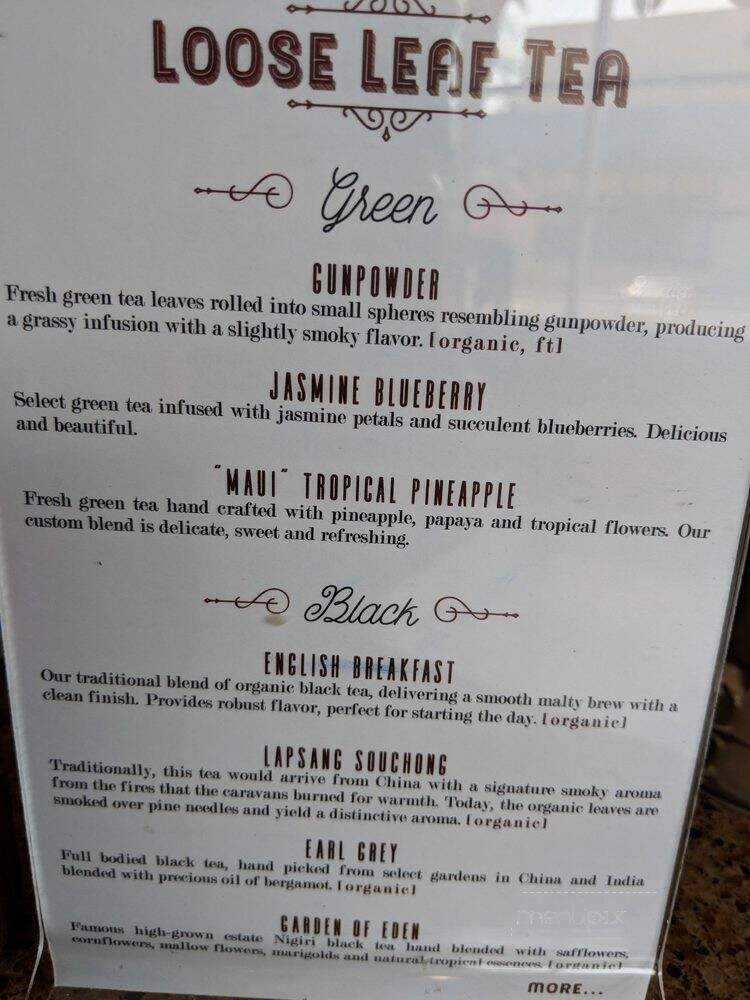 LOOSE LEAF TEA
Green
GUNPOWDER
Fresh green tea leaves rolled into small spheres resembling gunpowder, producing
a grassy infusion with a slightly smoky flavor. [organic, ft]
JASMINE BLUEBERRY
Select green tea infused with jasmine petals and succulent blueberries. Delicious
and beautiful.
"MAUI" TROPICAL PINEAPPLE
Fresh green tea hand crafted with pineapple, papaya and tropical flowers. Our
custom blend is delicate, sweet and refreshing.
Black
ENGLISH BREAKFAST
Our traditional blend of organic black tea, delivering a smooth malty brew with a
clean finish. Provides robust flavor, perfect for starting the day. [organic]
LAPSANG SOUCHONG
Traditionally, this tea would arrive from China with a signature smoky aroma
from the fires that the caravans burned for warmth. Today, the organic leaves are
smoked over pine needles and yield a distinctive aroma. [organic]
EARL GREY
Full bodied black tea, hand picked from select gardens in China and India
blended with precious oil of bergamot. [organic]
GARDEN OF EDEN
Famous high-grown estate Nigiri black tea hand blended with safflowers,
cornflowers, mallow flowers, marigolds and natural tropical essences. [organic]
menupix
MORE...